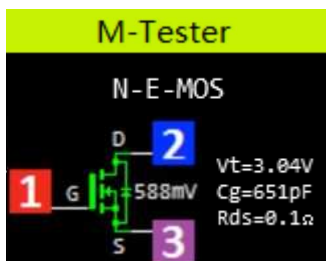 M-Tester
N-E-MOS
D 2
Vt=3.04V
1 G 588mV Cg=651pF
Rds=0.1Ω
S 3